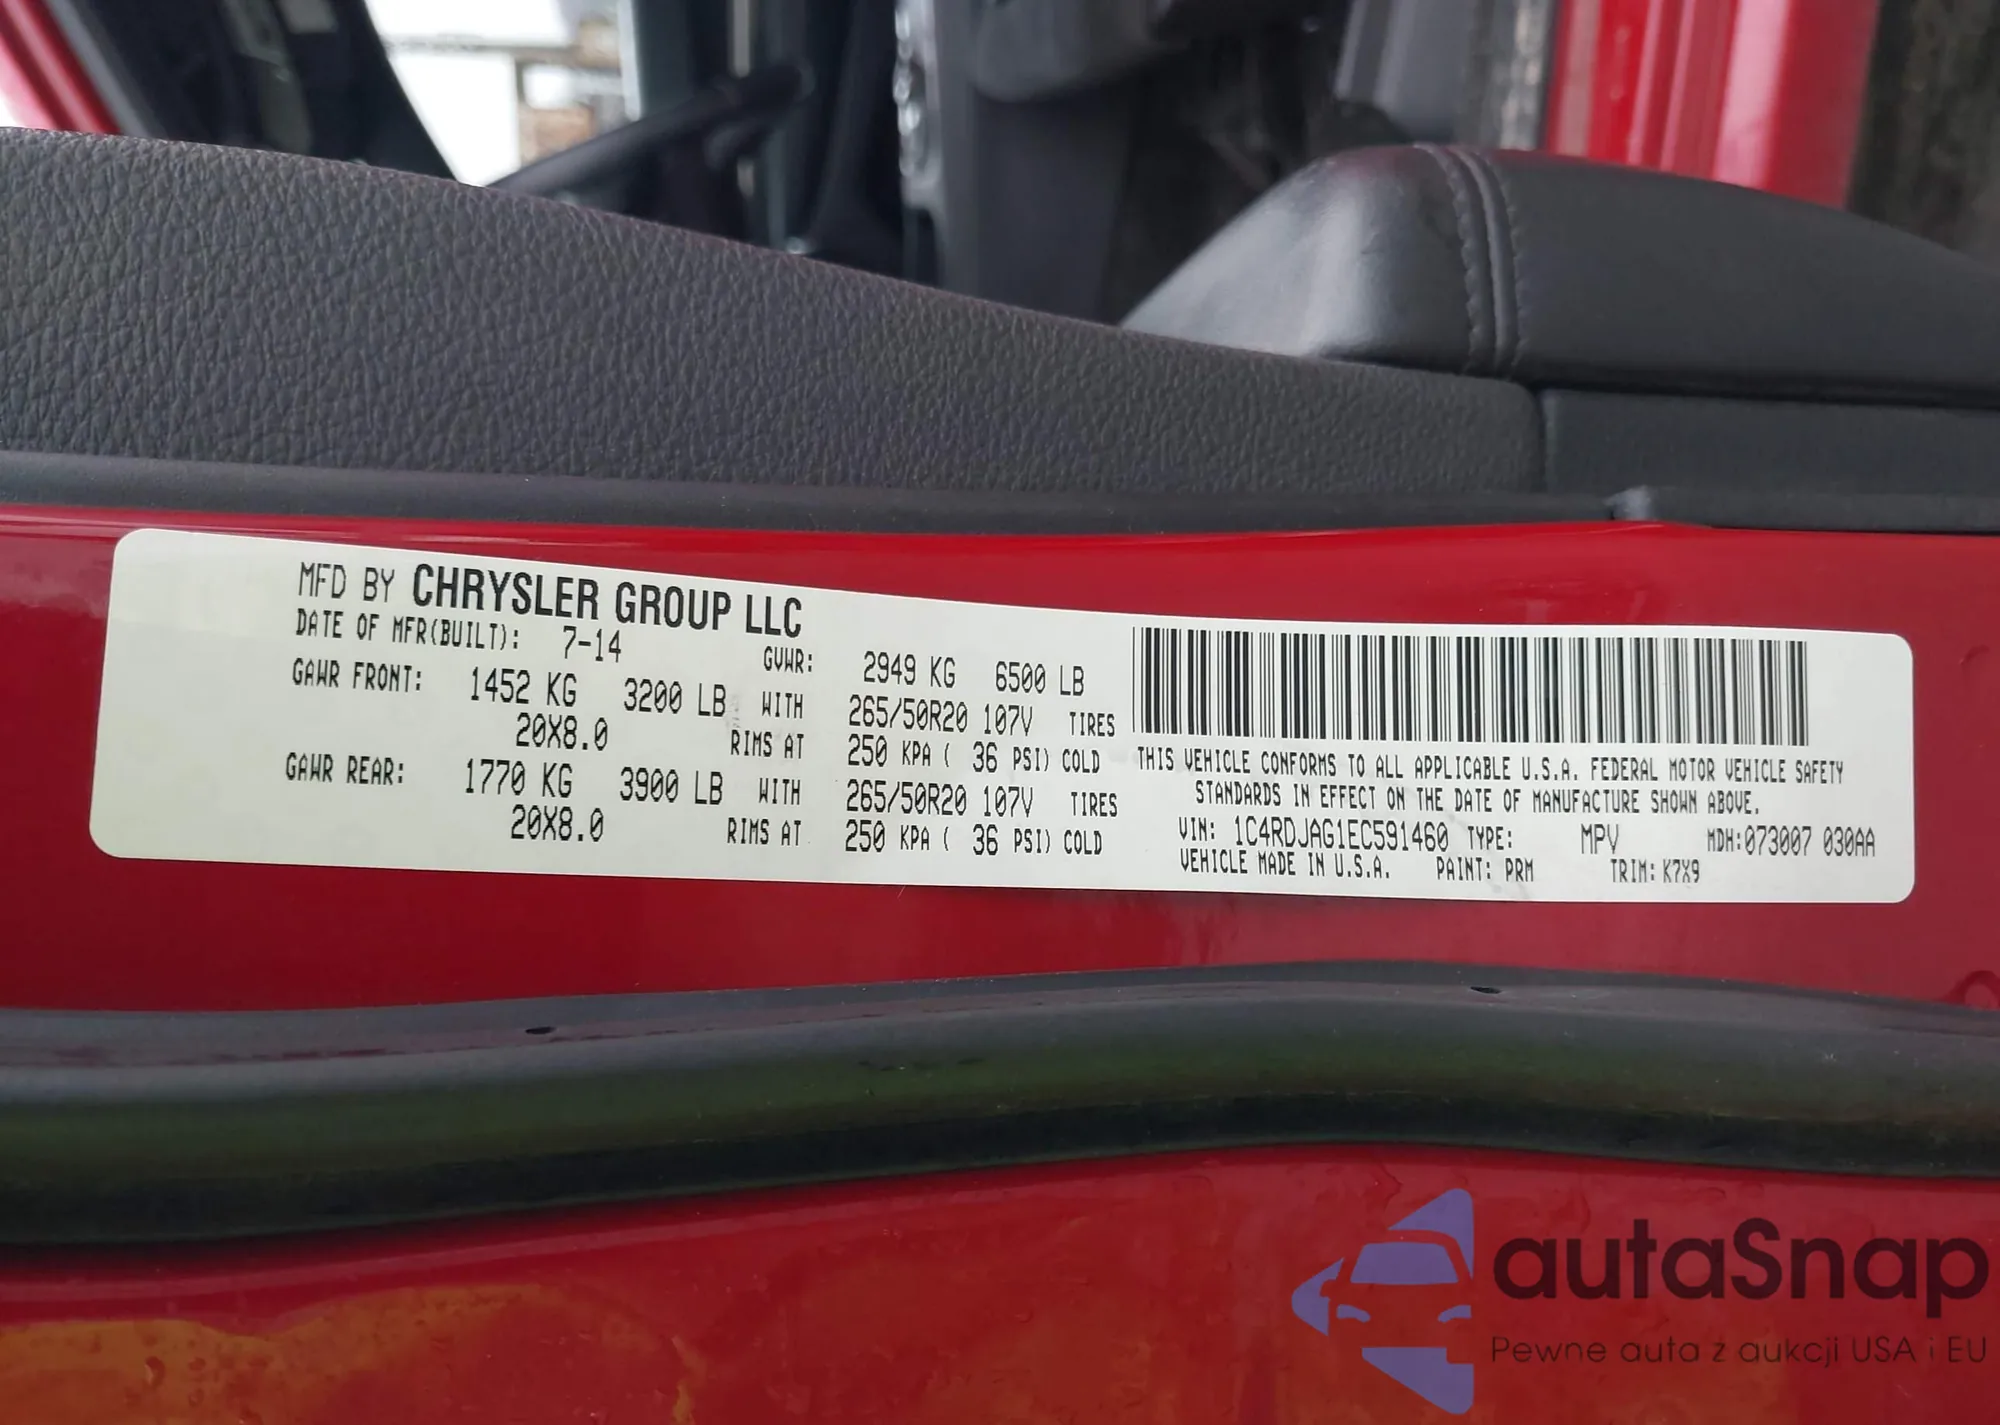 MFD BY CHRYSLER GROUP LLC
DATE OF MFR(BUILT): 7-14 GVWR: 2949 KG 6500 LB
GAWR FRONT: 1452 KG 3200 LB WITH 265/50R20 107V TIRES
20X8.0 RIMS AT 250 KPA ( 36 PSI) COLD
GAWR REAR: 1770 KG 3900 LB WITH 265/50R20 107V TIRES
20X8.0 RIMS AT 250 KPA ( 36 PSI) COLD
THIS VEHICLE CONFORMS TO ALL APPLICABLE U.S.A. FEDERAL MOTOR VEHICLE SAFETY
STANDARDS IN EFFECT ON THE DATE OF MANUFACTURE SHOWN ABOVE.
VIN: 1C4RDJAG1EC591460 TYPE: MPV MDH:073007 030AA
VEHICLE MADE IN U.S.A. PAINT: PRM TRIM: K7X9
autaSnap
Pewne auta z aukcji USA i EU